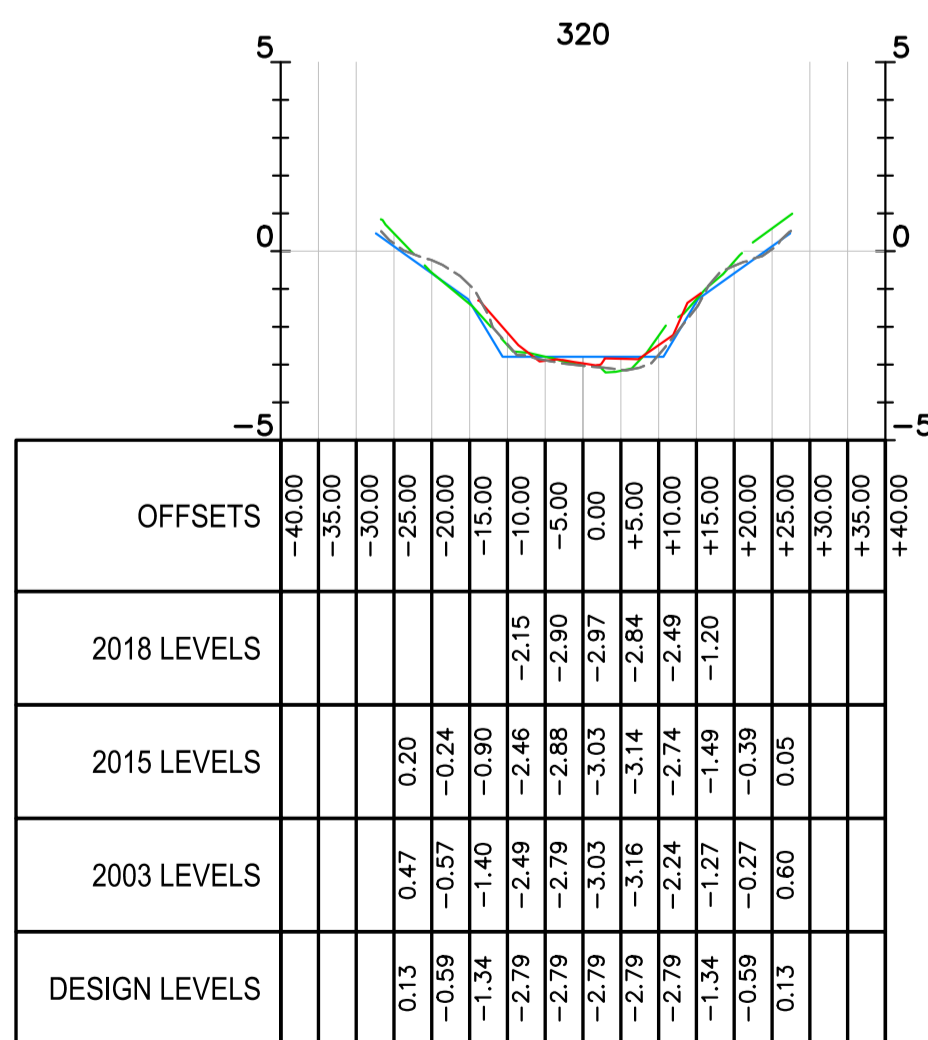 320
5 5
0 0
−5 −5
OFFSETS −40.00 −35.00 −30.00 −25.00 −20.00 −15.00 −10.00 −5.00 0.00 +5.00 +10.00 +15.00 +20.00 +25.00 +30.00 +35.00 +40.00
2018 LEVELS −2.15 −2.90 −2.97 −2.84 −2.49 −1.20
2015 LEVELS 0.20 −0.24 −0.90 −2.46 −2.88 −3.03 −3.14 −2.74 −1.49 −0.39 0.05
2003 LEVELS 0.47 −0.57 −1.40 −2.49 −2.79 −3.03 −3.16 −2.24 −1.27 −0.27 0.60
DESIGN LEVELS 0.13 −0.59 −1.34 −2.79 −2.79 −2.79 −2.79 −2.79 −1.34 −0.59 0.13